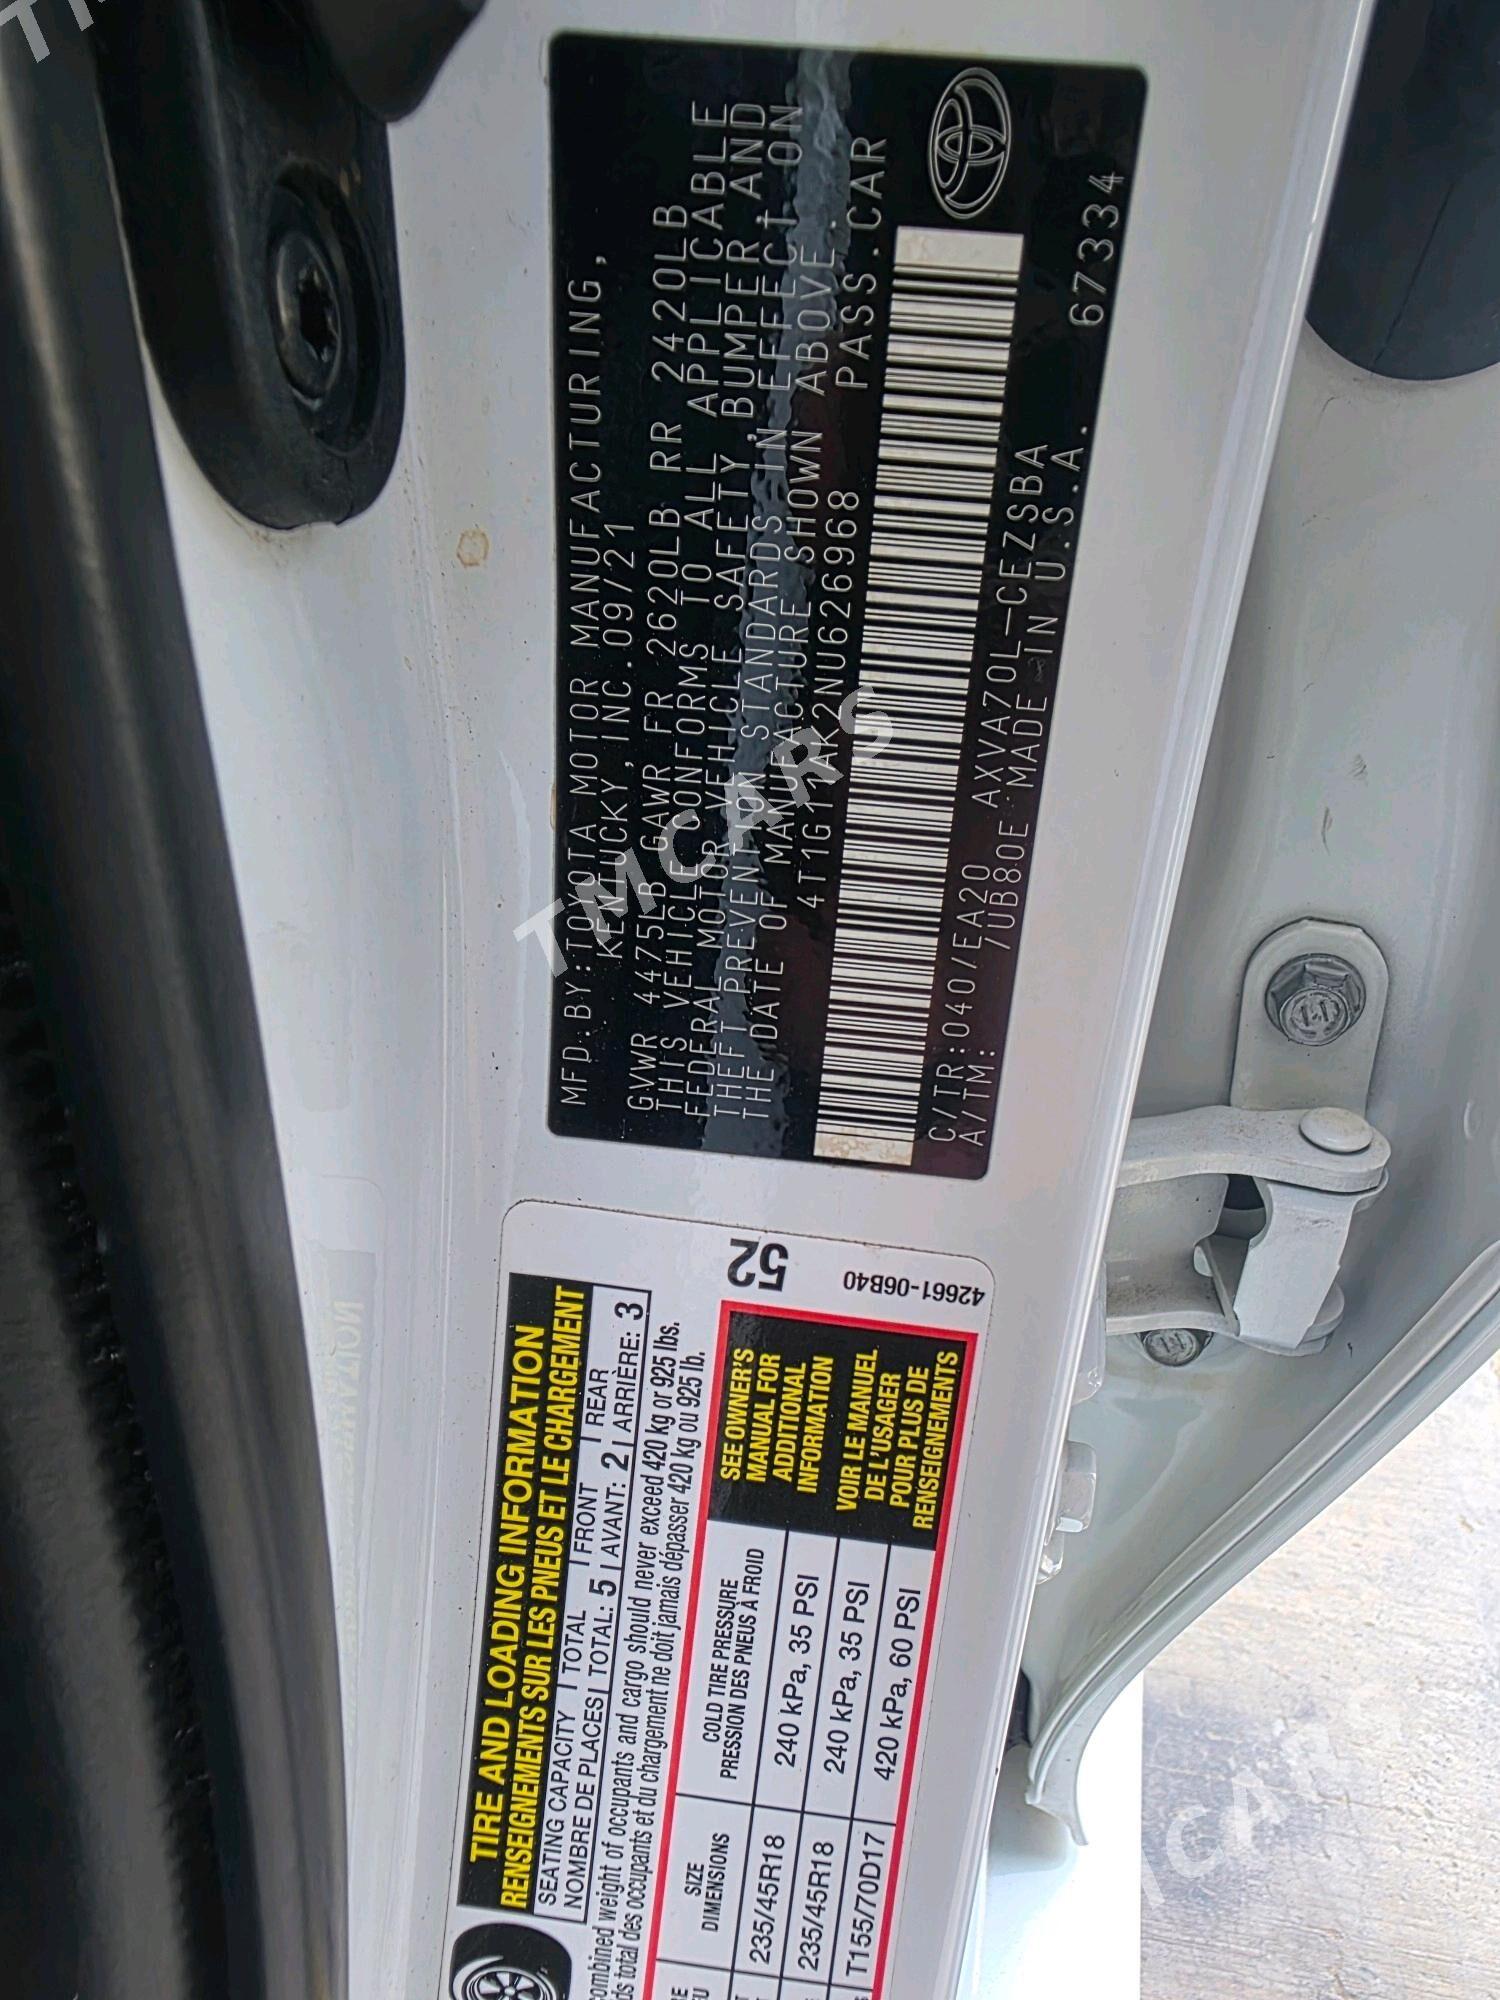 MFD.BY:TOYOTA MOTOR MANUFACTURING,
KENTUCKY,INC.09/21
GVWR 4475LB GAWR FR 2620LB RR 2420LB
THIS VEHICLE CONFORMS TO ALL APPLICABLE
FEDERAL MOTOR VEHICLE SAFETY,BUMPER AND
THEFT PREVENTION STANDARDS IN EFFECT ON
THE DATE OF MANUFACTURE SHOWN ABOVE.
4T1G11AK2NU626968 PASS.CAR
C/TR:040/EA20 AXVA70L-CEZSBA
A/TM: /UB80E MADE IN U.S.A.
67334
TMCARS
TIRE AND LOADING INFORMATION
RENSEIGNEMENTS SUR LES PNEUS ET LE CHARGEMENT
SEATING CAPACITY TOTAL FRONT REAR
NOMBRE DE PLACES TOTAL: 5 AVANT: 2 ARRIÈRE: 3
combined weight of occupants and cargo should never exceed 420 kg or 925 lbs.
total des occupants et du chargement ne doit jamais dépasser 420 kg ou 925 lb.
52
42661-06B40
SIZE
DIMENSIONS
COLD TIRE PRESSURE
PRESSION DES PNEUS À FROID
235/45R18 240 kPa, 35 PSI
235/45R18 240 kPa, 35 PSI
T155/70D17 420 kPa, 60 PSI
SEE OWNER'S
MANUAL FOR
ADDITIONAL
INFORMATION
VOIR LE MANUEL
DE L'USAGER
POUR PLUS DE
RENSEIGNEMENTS